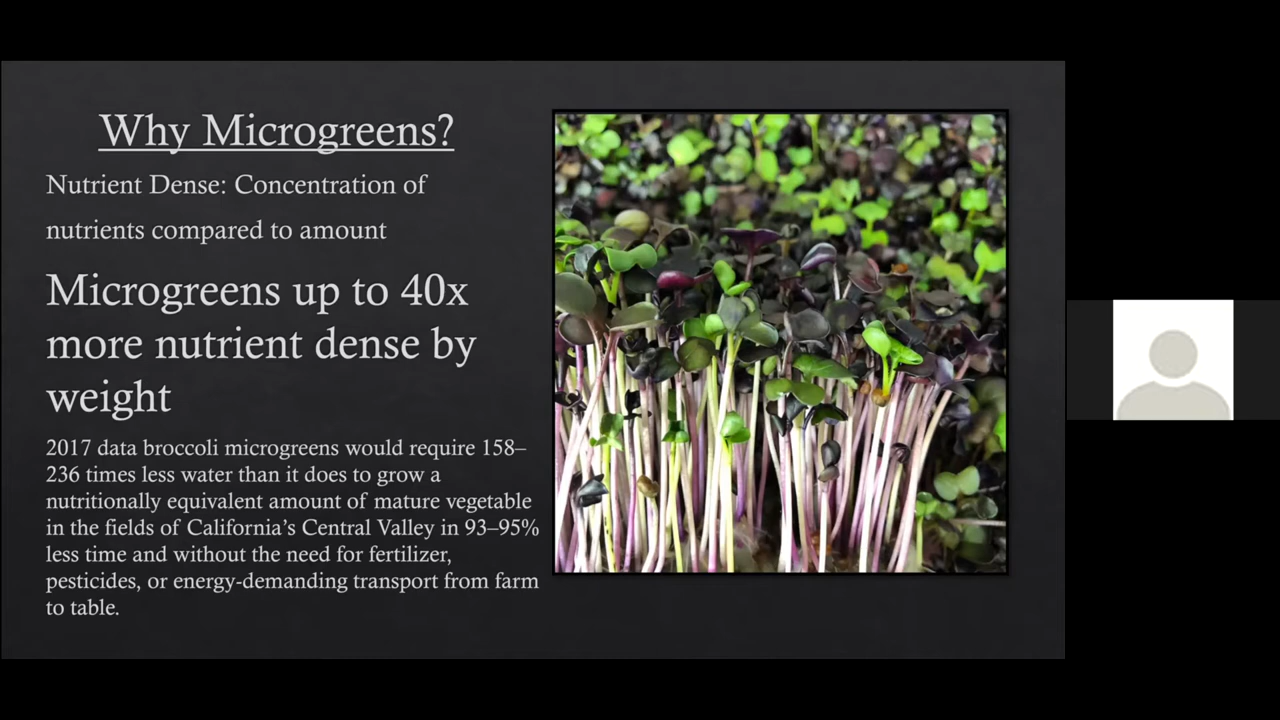 Why Microgreens?
Nutrient Dense: Concentration of
nutrients compared to amount
Microgreens up to 40x
more nutrient dense by
weight
2017 data broccoli microgreens would require 158–
236 times less water than it does to grow a
nutritionally equivalent amount of mature vegetable
in the fields of California’s Central Valley in 93–95%
less time and without the need for fertilizer,
pesticides, or energy-demanding transport from farm
to table.